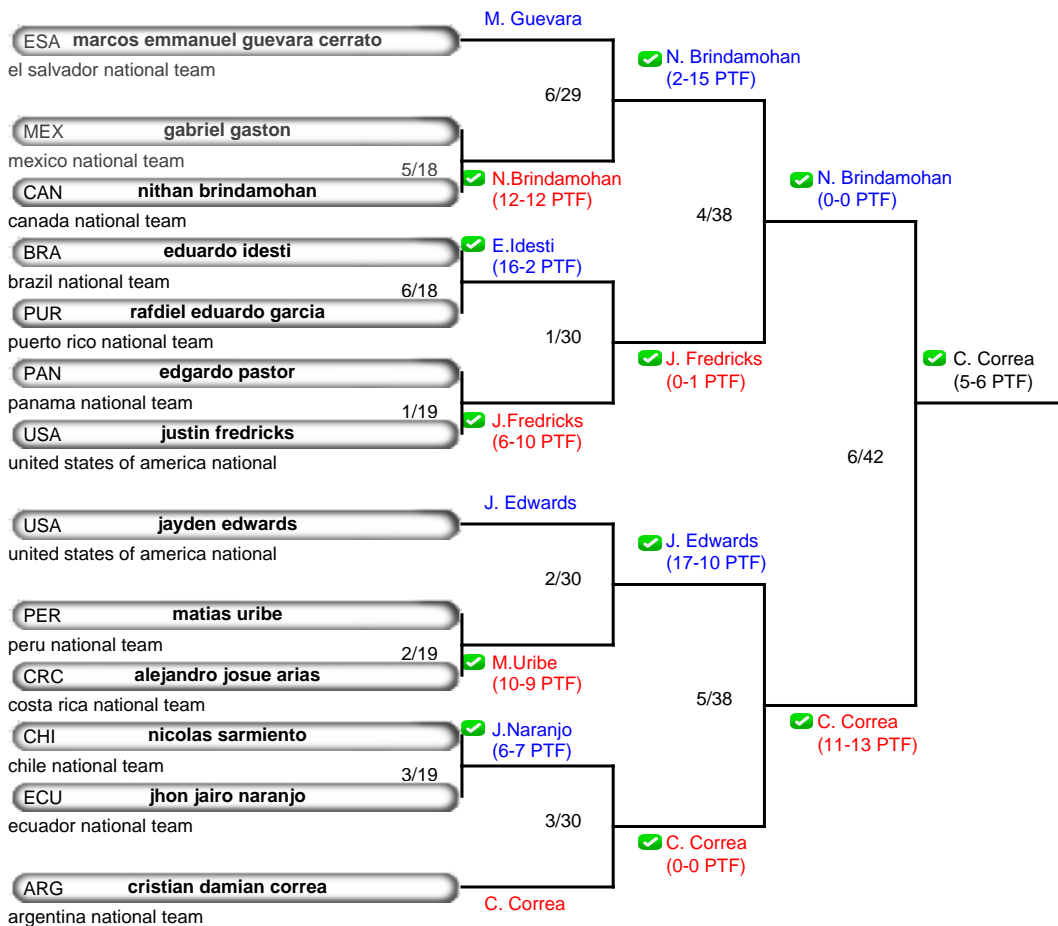 M. Guevara
ESA marcos emmanuel guevara cerrato
el salvador national team
N. Brindamohan
(2-15 PTF)
6/29
MEX gabriel gaston
mexico national team
5/18
CAN nithan brindamohan
canada national team
N.Brindamohan
(12-12 PTF)
N. Brindamohan
(0-0 PTF)
4/38
BRA eduardo idesti
brazil national team
E.Idesti
(16-2 PTF)
6/18
PUR rafdiel eduardo garcia
puerto rico national team
1/30
J. Fredricks
(0-1 PTF)
PAN edgardo pastor
panama national team
1/19
USA justin fredricks
united states of america national
J.Fredricks
(6-10 PTF)
C. Correa
(5-6 PTF)
6/42
J. Edwards
USA jayden edwards
united states of america national
J. Edwards
(17-10 PTF)
2/30
PER matias uribe
peru national team
2/19
CRC alejandro josue arias
costa rica national team
M.Uribe
(10-9 PTF)
5/38
C. Correa
(11-13 PTF)
CHI nicolas sarmiento
chile national team
J.Naranjo
(6-7 PTF)
3/19
ECU jhon jairo naranjo
ecuador national team
3/30
C. Correa
(0-0 PTF)
ARG cristian damian correa
argentina national team
C. Correa